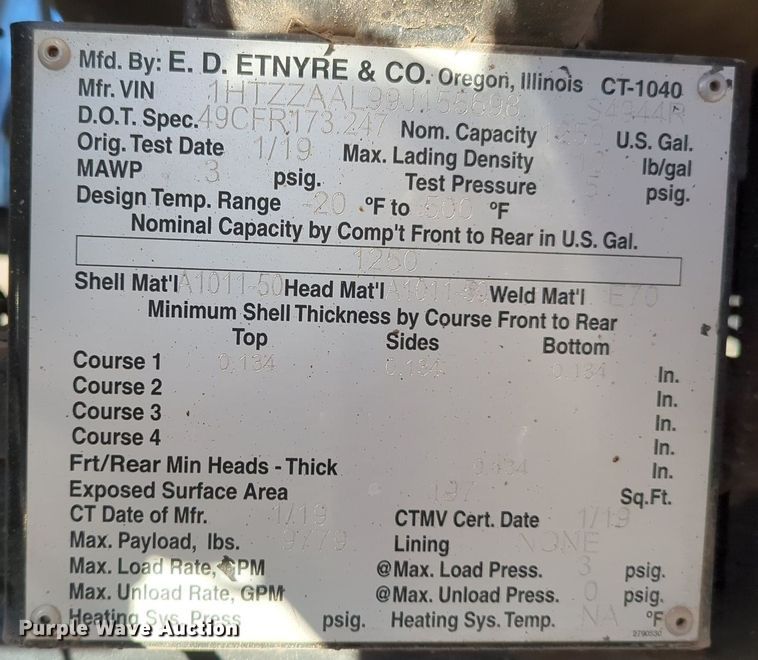 Mfd. By: E. D. ETNYRE & CO. Oregon, Illinois CT-1040
Mfr. VIN 1HTZZAAL99J155698 S4944R
D.O.T. Spec. 49CFR173.247 Nom. Capacity 1250 U.S. Gal.
Orig. Test Date 1/19 Max. Lading Density lb/gal
MAWP 3 psig. Test Pressure psig.
Design Temp. Range -20 °F to 500 °F
Nominal Capacity by Comp't Front to Rear in U.S. Gal.
1250
Shell Mat'l A1011-50 Head Mat'l A1011-50 Weld Mat'l E70
Minimum Shell Thickness by Course Front to Rear
Top Sides Bottom
Course 1 0.134 0.134 0.134 In.
Course 2 In.
Course 3 In.
Course 4 In.
Frt/Rear Min Heads - Thick 0.134 In.
Exposed Surface Area 197 Sq.Ft.
CT Date of Mfr. 1/19 CTMV Cert. Date 1/19
Max. Payload, lbs. 9779 Lining NONE
Max. Load Rate, GPM @Max. Load Press. 3 psig.
Max. Unload Rate, GPM @Max. Unload Press. 0 psig.
Heating Sys. Press psig. Heating Sys. Temp. NA °F
2790530
Purple Wave Auction